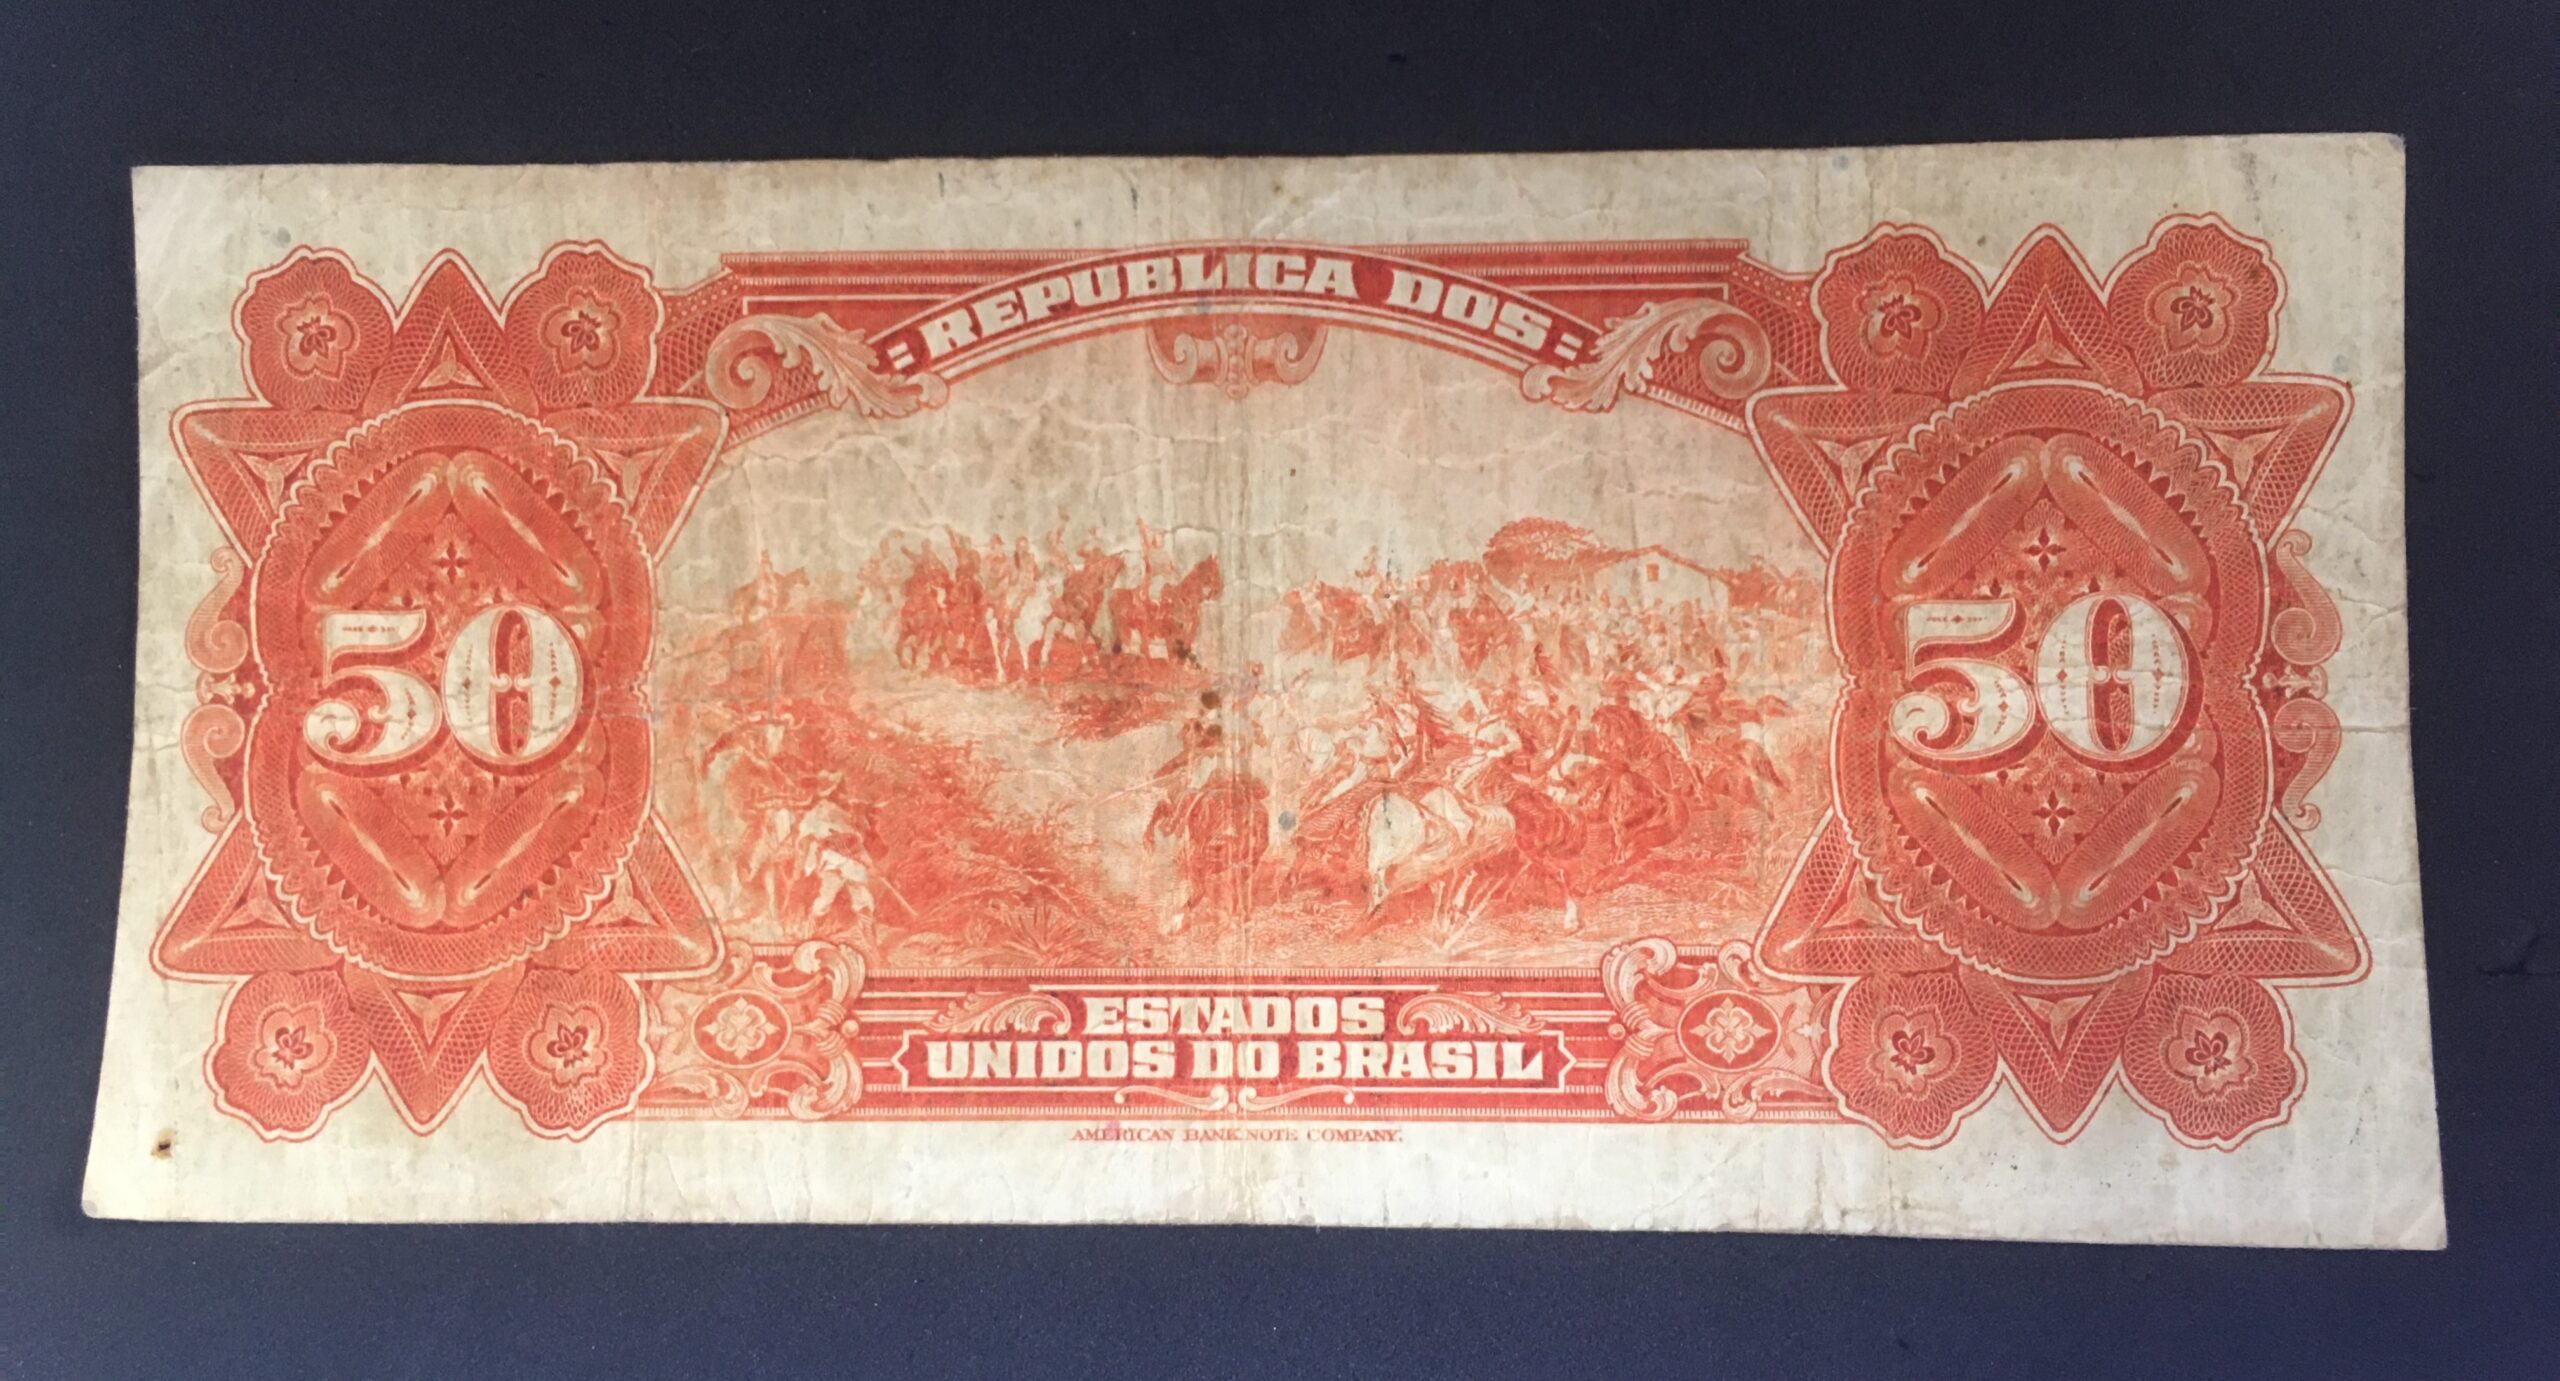 REPUBLICA DOS
50
50
ESTADOS
UNIDOS DO BRASIL
AMERICAN BANK NOTE COMPANY.